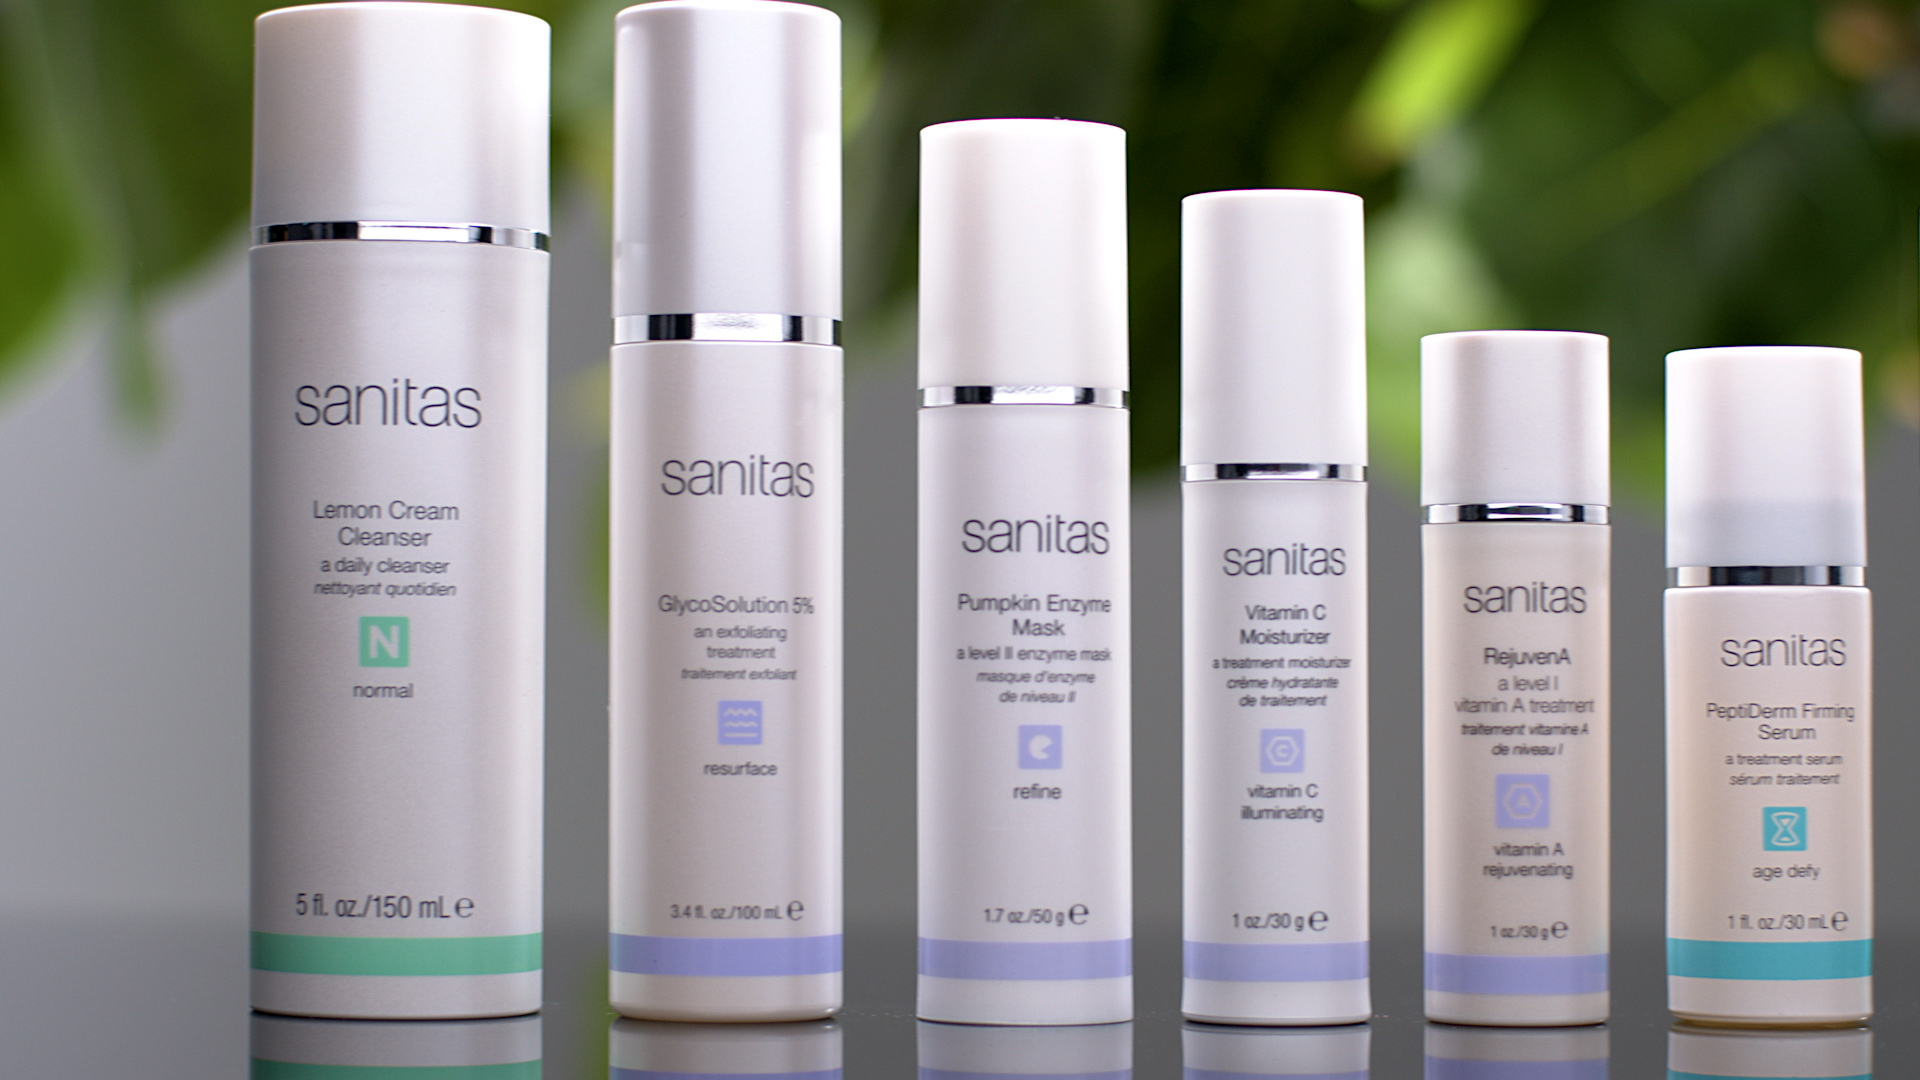 sanitas
Lemon Cream
Cleanser
a daily cleanser
nettoyant quotidien
N
normal
5 fl. oz./150 mL ℮
sanitas
GlycoSolution 5%
an exfoliating
treatment
traitement exfoliant
resurface
3.4 fl. oz./100 mL ℮
sanitas
Pumpkin Enzyme
Mask
a level II enzyme mask
masque d'enzyme
de niveau II
refine
1.7 oz./50 g ℮
sanitas
Vitamin C
Moisturizer
a treatment moisturizer
crème hydratante
de traitement
C
vitamin C
illuminating
1 oz./30 g ℮
sanitas
RejuvenA
a level I
vitamin A treatment
traitement vitamine A
de niveau I
A
vitamin A
rejuvenating
1 oz./30 g ℮
sanitas
PeptiDerm Firming
Serum
a treatment serum
sérum traitement
age defy
1 fl. oz./30 mL ℮